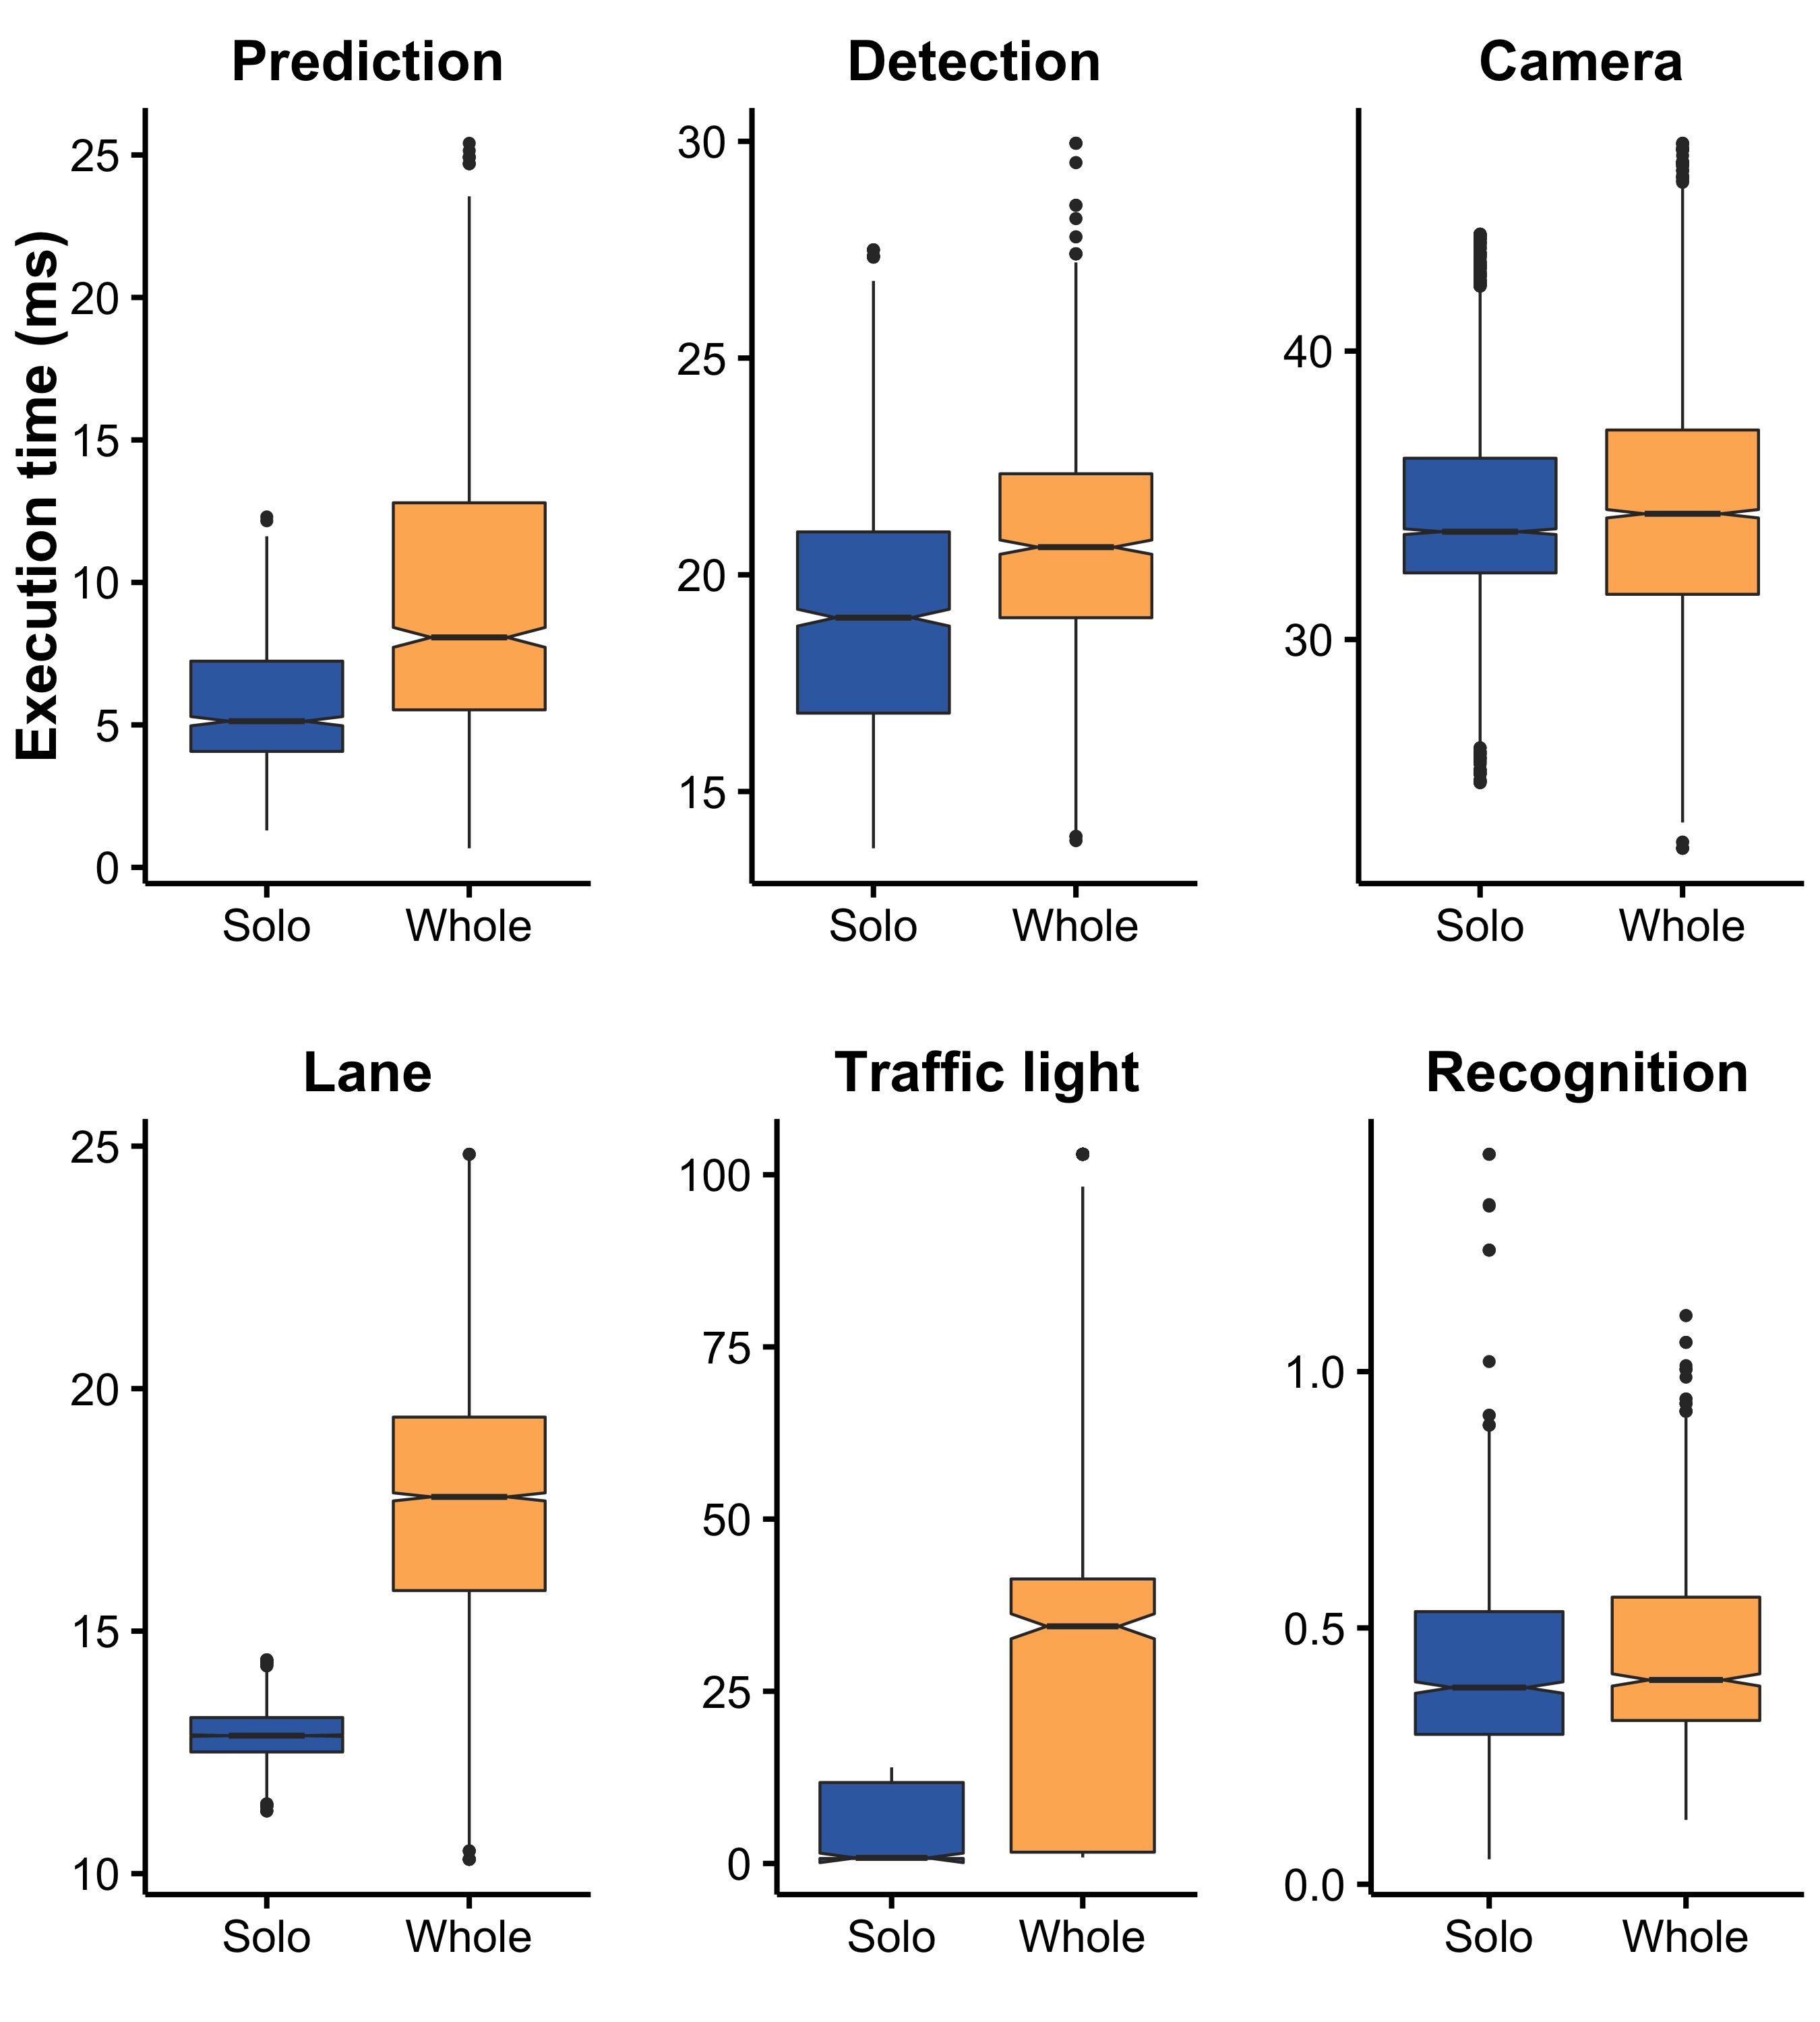 Prediction
Detection
Camera
Execution time (ms)
25
20
15
10
5
0
Solo
Whole
30
25
20
15
Solo
Whole
40
30
Solo
Whole
Lane
Traffic light
Recognition
25
20
15
10
Solo
Whole
100
75
50
25
0
Solo
Whole
1.0
0.5
0.0
Solo
Whole